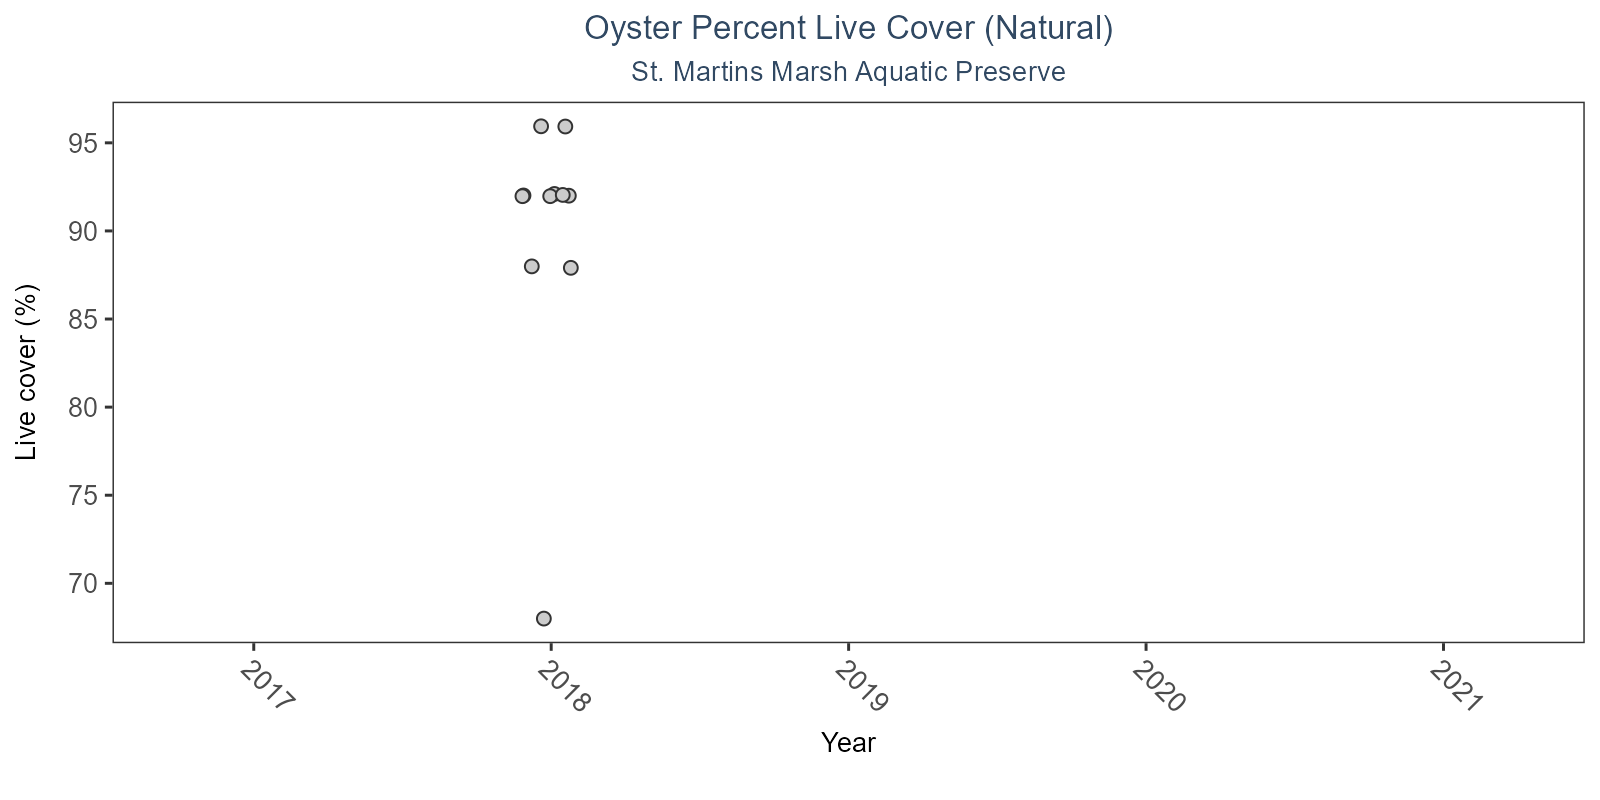 Oyster Percent Live Cover (Natural)
St. Martins Marsh Aquatic Preserve
Live cover (%)
95
90
85
80
75
70
2017
2018
2019
2020
2021
Year